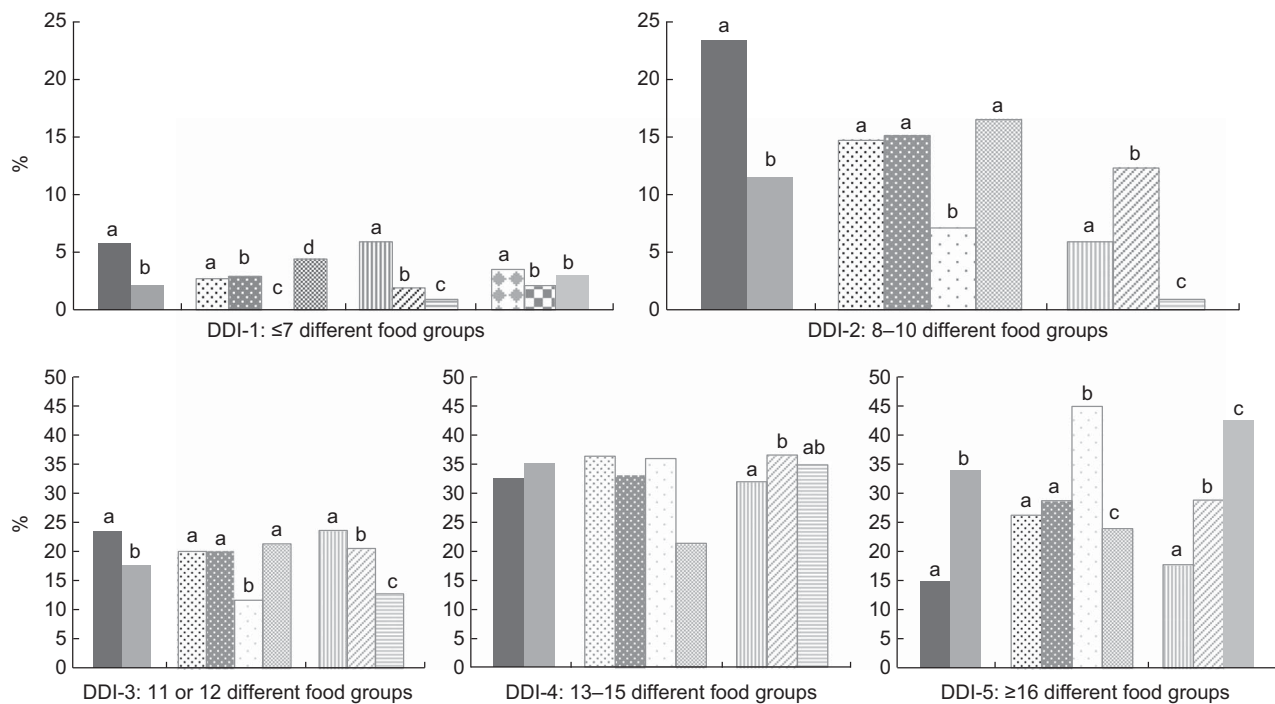 25
20
15
10
5
0
%
a
b
a
b
c
d
a
b
c
a
b
b
DDI-1: ≤7 different food groups
25
20
15
10
5
0
a
b
a
a
b
a
a
b
c
DDI-2: 8–10 different food groups
50
45
40
35
30
25
20
15
10
5
0
%
a
b
a
a
b
a
a
b
c
DDI-3: 11 or 12 different food groups
50
45
40
35
30
25
20
15
10
5
0
a
b
ab
DDI-4: 13–15 different food groups
50
45
40
35
30
25
20
15
10
5
0
a
b
a
a
b
c
a
b
c
DDI-5: ≥16 different food groups